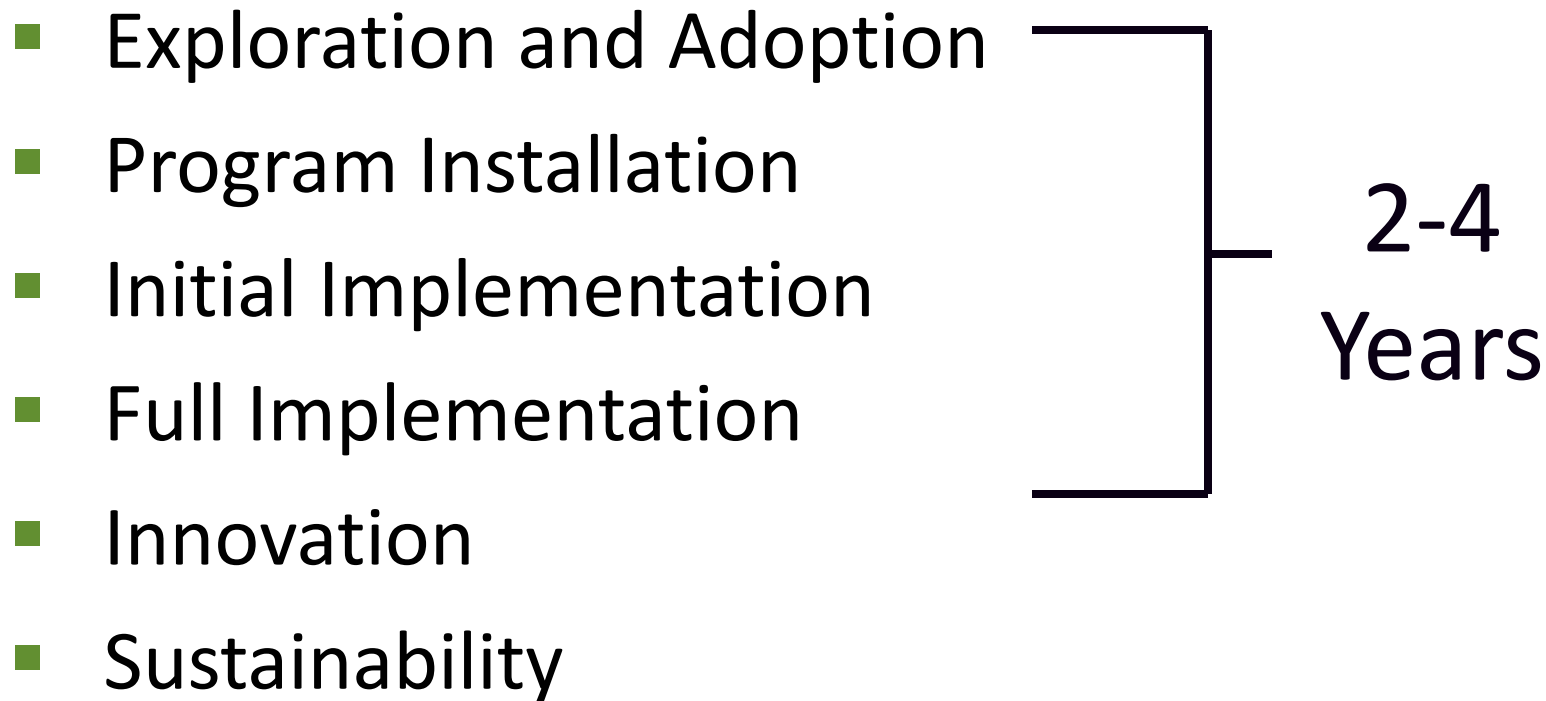 Exploration and Adoption
Program Installation
Initial Implementation
Full Implementation
Innovation
Sustainability
2-4
Years